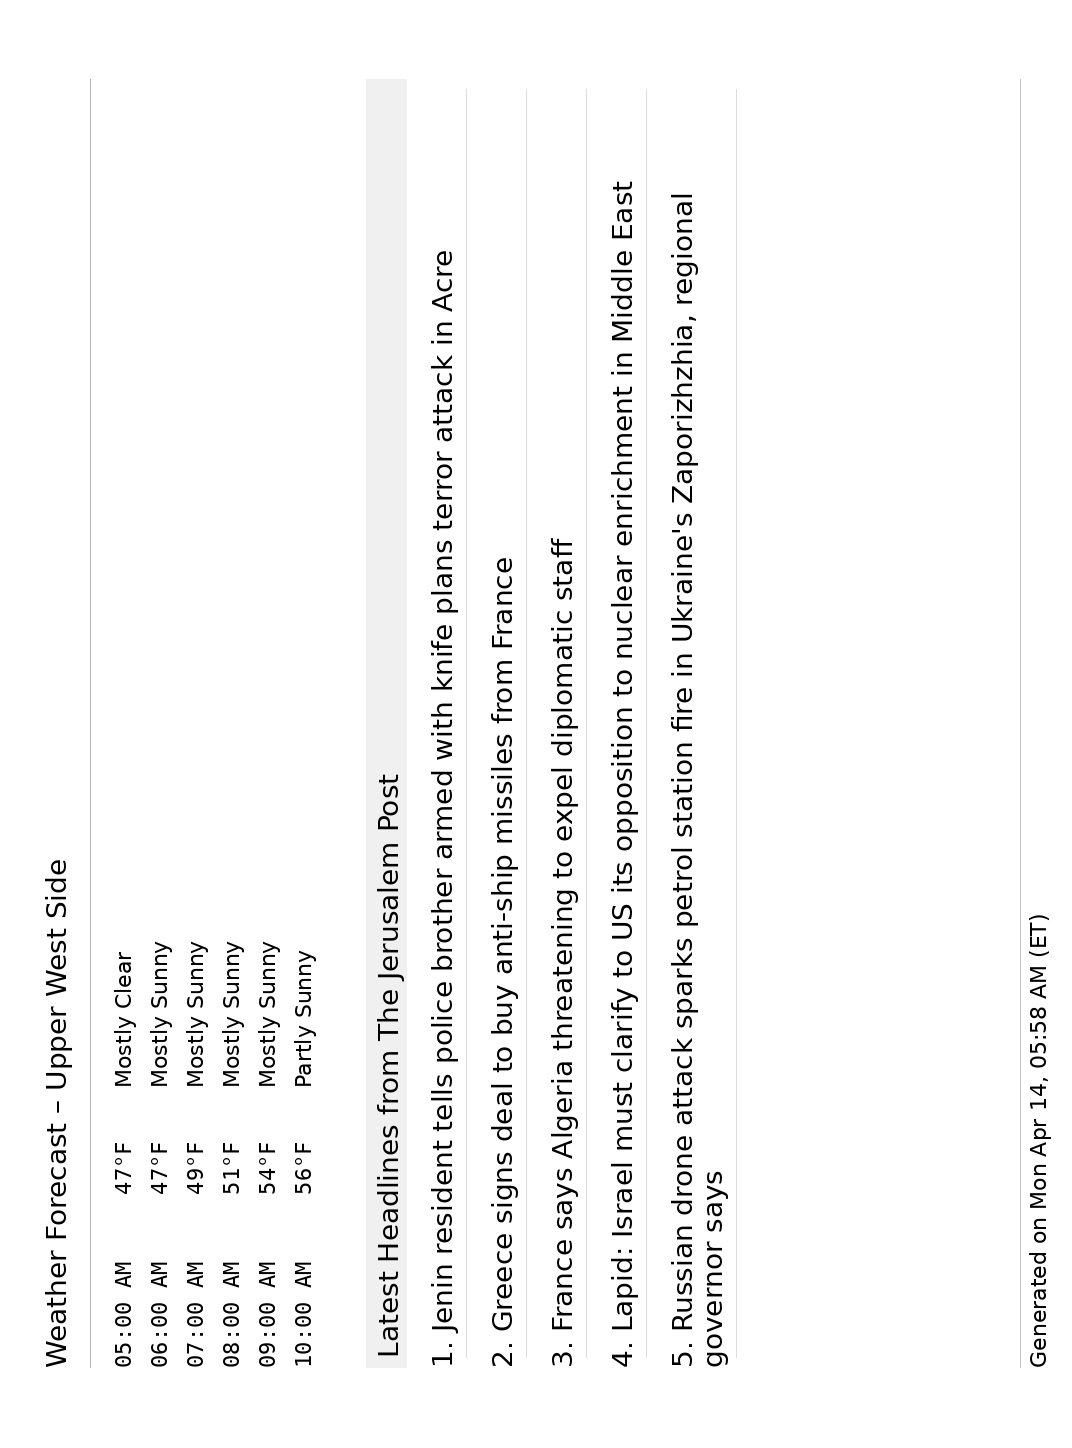 Weather Forecast – Upper West Side
05:00 AM 47°F Mostly Clear
06:00 AM 47°F Mostly Sunny
07:00 AM 49°F Mostly Sunny
08:00 AM 51°F Mostly Sunny
09:00 AM 54°F Mostly Sunny
10:00 AM 56°F Partly Sunny
Latest Headlines from The Jerusalem Post
1. Jenin resident tells police brother armed with knife plans terror attack in Acre
2. Greece signs deal to buy anti-ship missiles from France
3. France says Algeria threatening to expel diplomatic staff
4. Lapid: Israel must clarify to US its opposition to nuclear enrichment in Middle East
5. Russian drone attack sparks petrol station fire in Ukraine's Zaporizhzhia, regional
governor says
Generated on Mon Apr 14, 05:58 AM (ET)